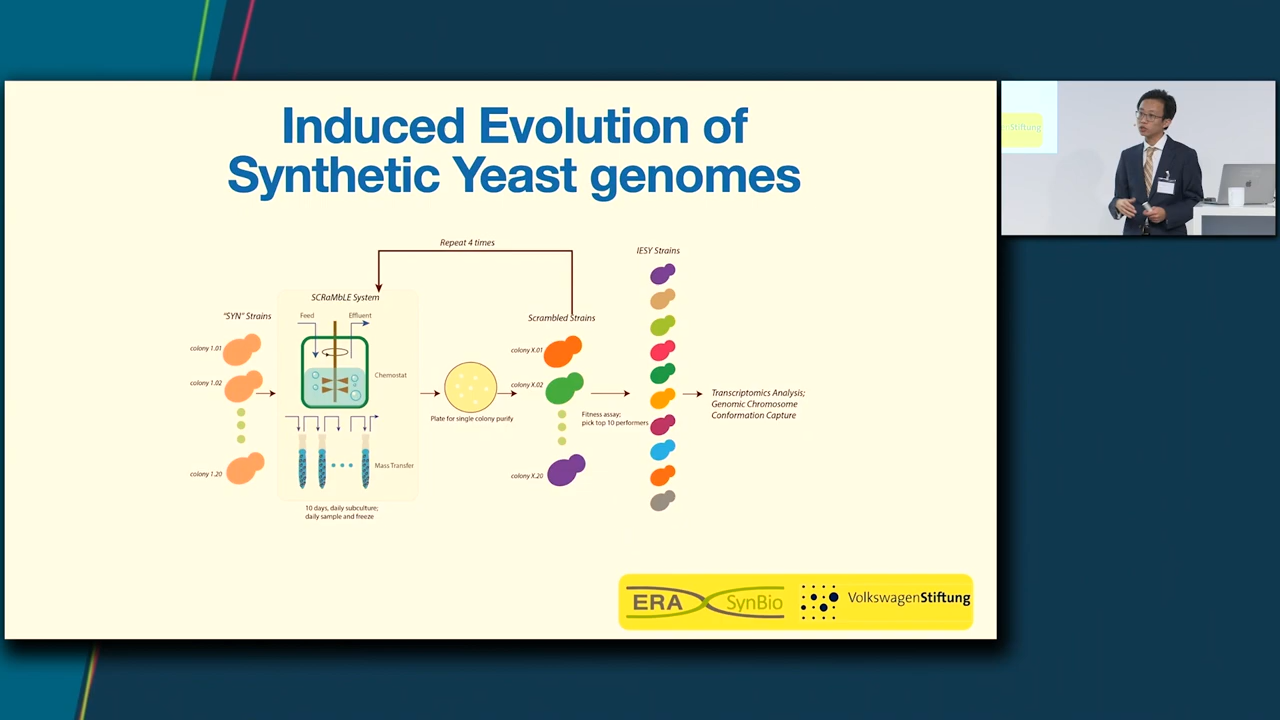 Induced Evolution of
Synthetic Yeast genomes
Repeat 4 times
IESY Strains
SCRaMbLE System
"SYN" Strains
Feed
Effluent
Scrambled Strains
colony 1.01
colony X.01
Chemostat
colony 1.02
colony X.02
Transcriptomics Analysis;
Genomic Chromosome
Conformation Capture
Plate for single colony purify
Fitness assay;
pick top 10 performers
Mass Transfer
colony 1.20
colony X.20
10 days, daily subculture;
daily sample and freeze
ERA SynBio
VolkswagenStiftung
Stiftung